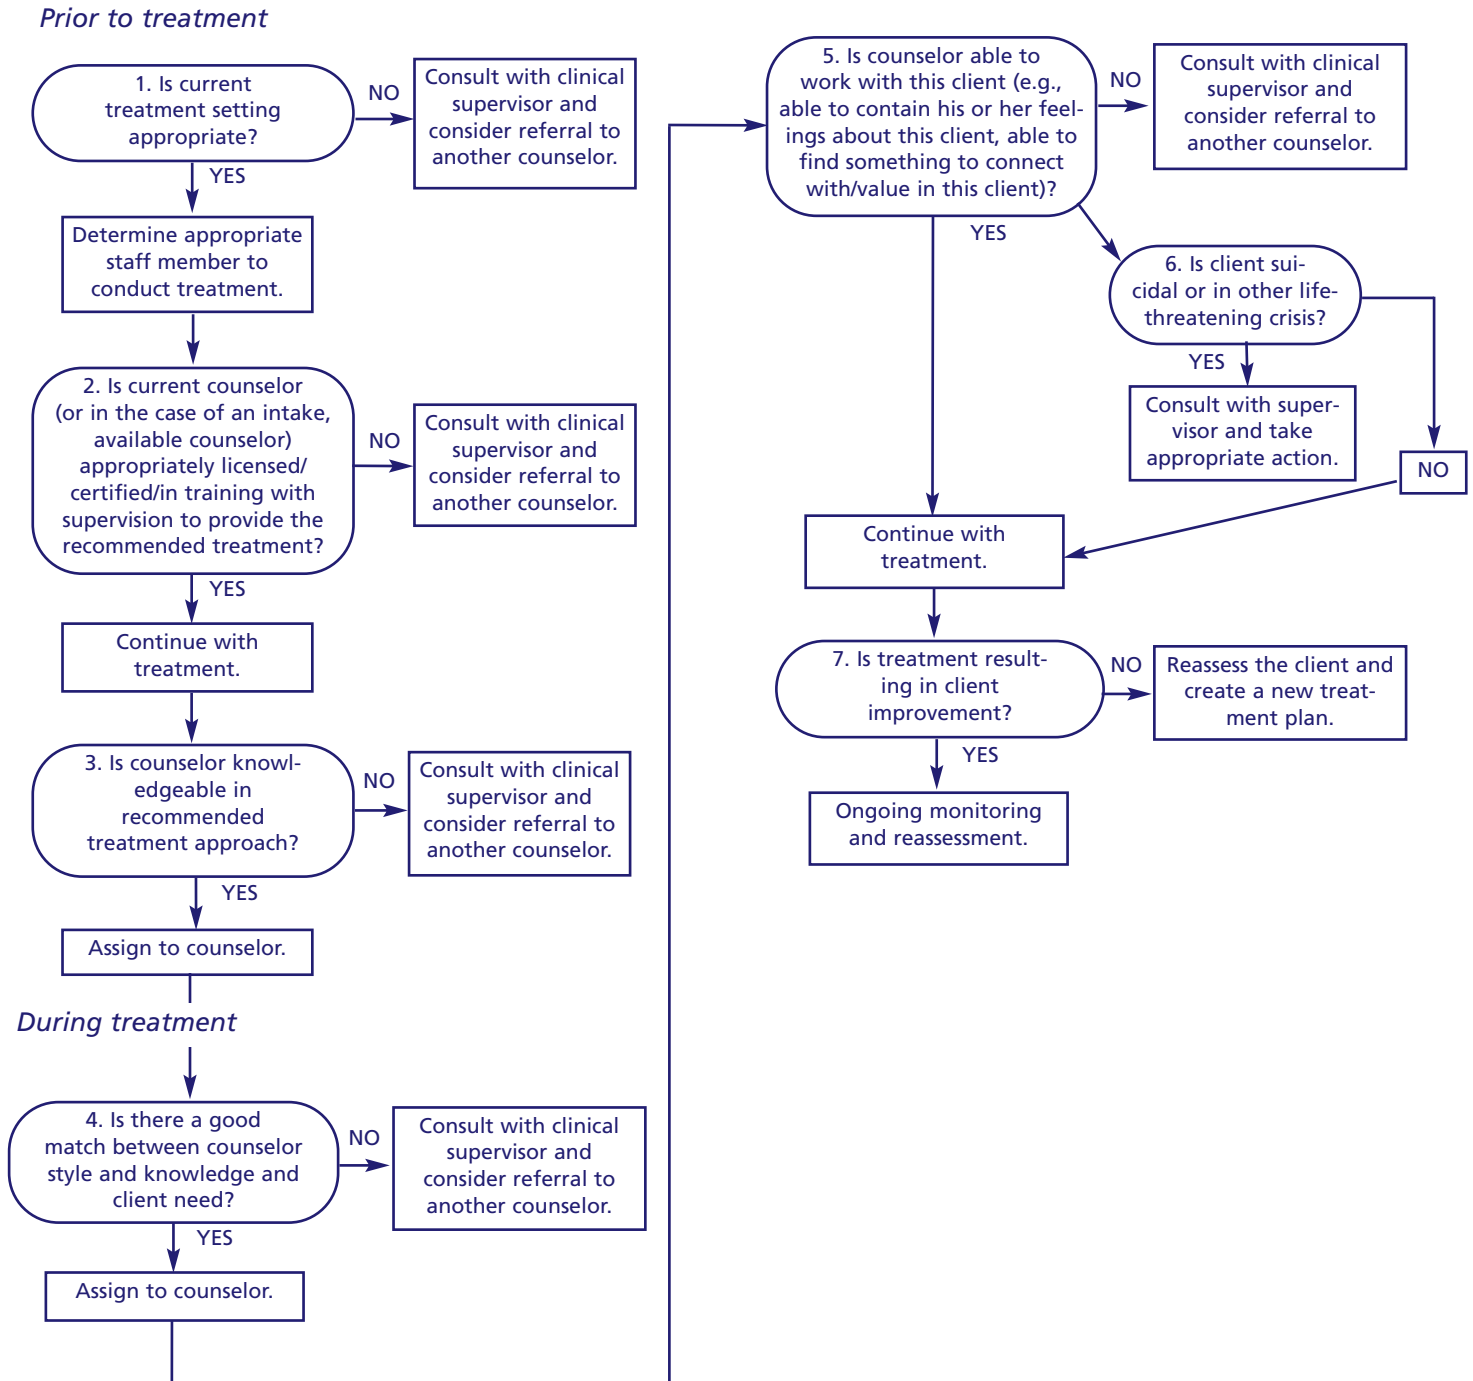 Prior to treatment
1. Is current
treatment setting
appropriate?
NO
Consult with clinical
supervisor and
consider referral to
another counselor.
YES
Determine appropriate
staff member to
conduct treatment.
2. Is current counselor
(or in the case of an intake,
available counselor)
appropriately licensed/
certified/in training with
supervision to provide the
recommended treatment?
NO
Consult with clinical
supervisor and
consider referral to
another counselor.
YES
Continue with
treatment.
3. Is counselor knowl-
edgeable in
recommended
treatment approach?
NO
Consult with clinical
supervisor and
consider referral to
another counselor.
YES
Assign to counselor.
During treatment
4. Is there a good
match between counselor
style and knowledge and
client need?
NO
Consult with clinical
supervisor and
consider referral to
another counselor.
YES
Assign to counselor.
5. Is counselor able to
work with this client (e.g.,
able to contain his or her feel-
ings about this client, able to
find something to connect
with/value in this client)?
NO
Consult with clinical
supervisor and
consider referral to
another counselor.
YES
6. Is client sui-
cidal or in other life-
threatening crisis?
YES
Consult with super-
visor and take
appropriate action.
NO
Continue with
treatment.
7. Is treatment result-
ing in client
improvement?
NO
Reassess the client and
create a new treat-
ment plan.
YES
Ongoing monitoring
and reassessment.